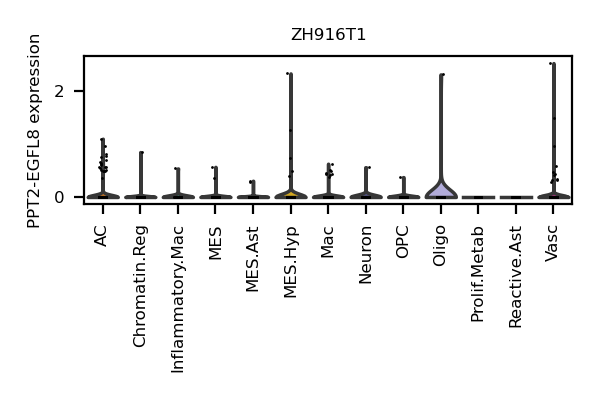 ZH916T1
PPT2-EGFL8 expression
2
0
AC
Chromatin.Reg
Inflammatory.Mac
MES
MES.Ast
MES.Hyp
Mac
Neuron
OPC
Oligo
Prolif.Metab
Reactive.Ast
Vasc